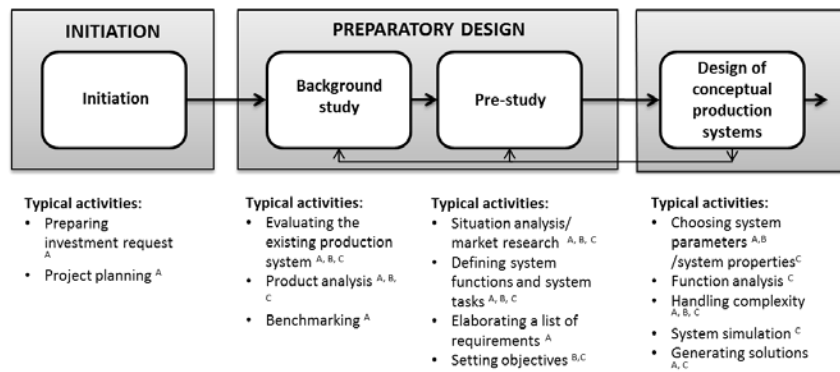 INITIATION
PREPARATORY DESIGN
Initiation
Background
study
Pre-study
Design of
conceptual
production
systems
Typical activities:
• Preparing
investment request
A
• Project planning A
Typical activities:
• Evaluating the
existing production
system A, B, C
• Product analysis A, B,
C
• Benchmarking A
Typical activities:
• Situation analysis/
market research A, B, C
• Defining system
functions and system
tasks A, B, C
• Elaborating a list of
requirements A
• Setting objectives B,C
Typical activities:
• Choosing system
parameters A,B
/system properties C
• Function analysis C
• Handling complexity
A, B, C
• System simulation C
• Generating solutions
A, C